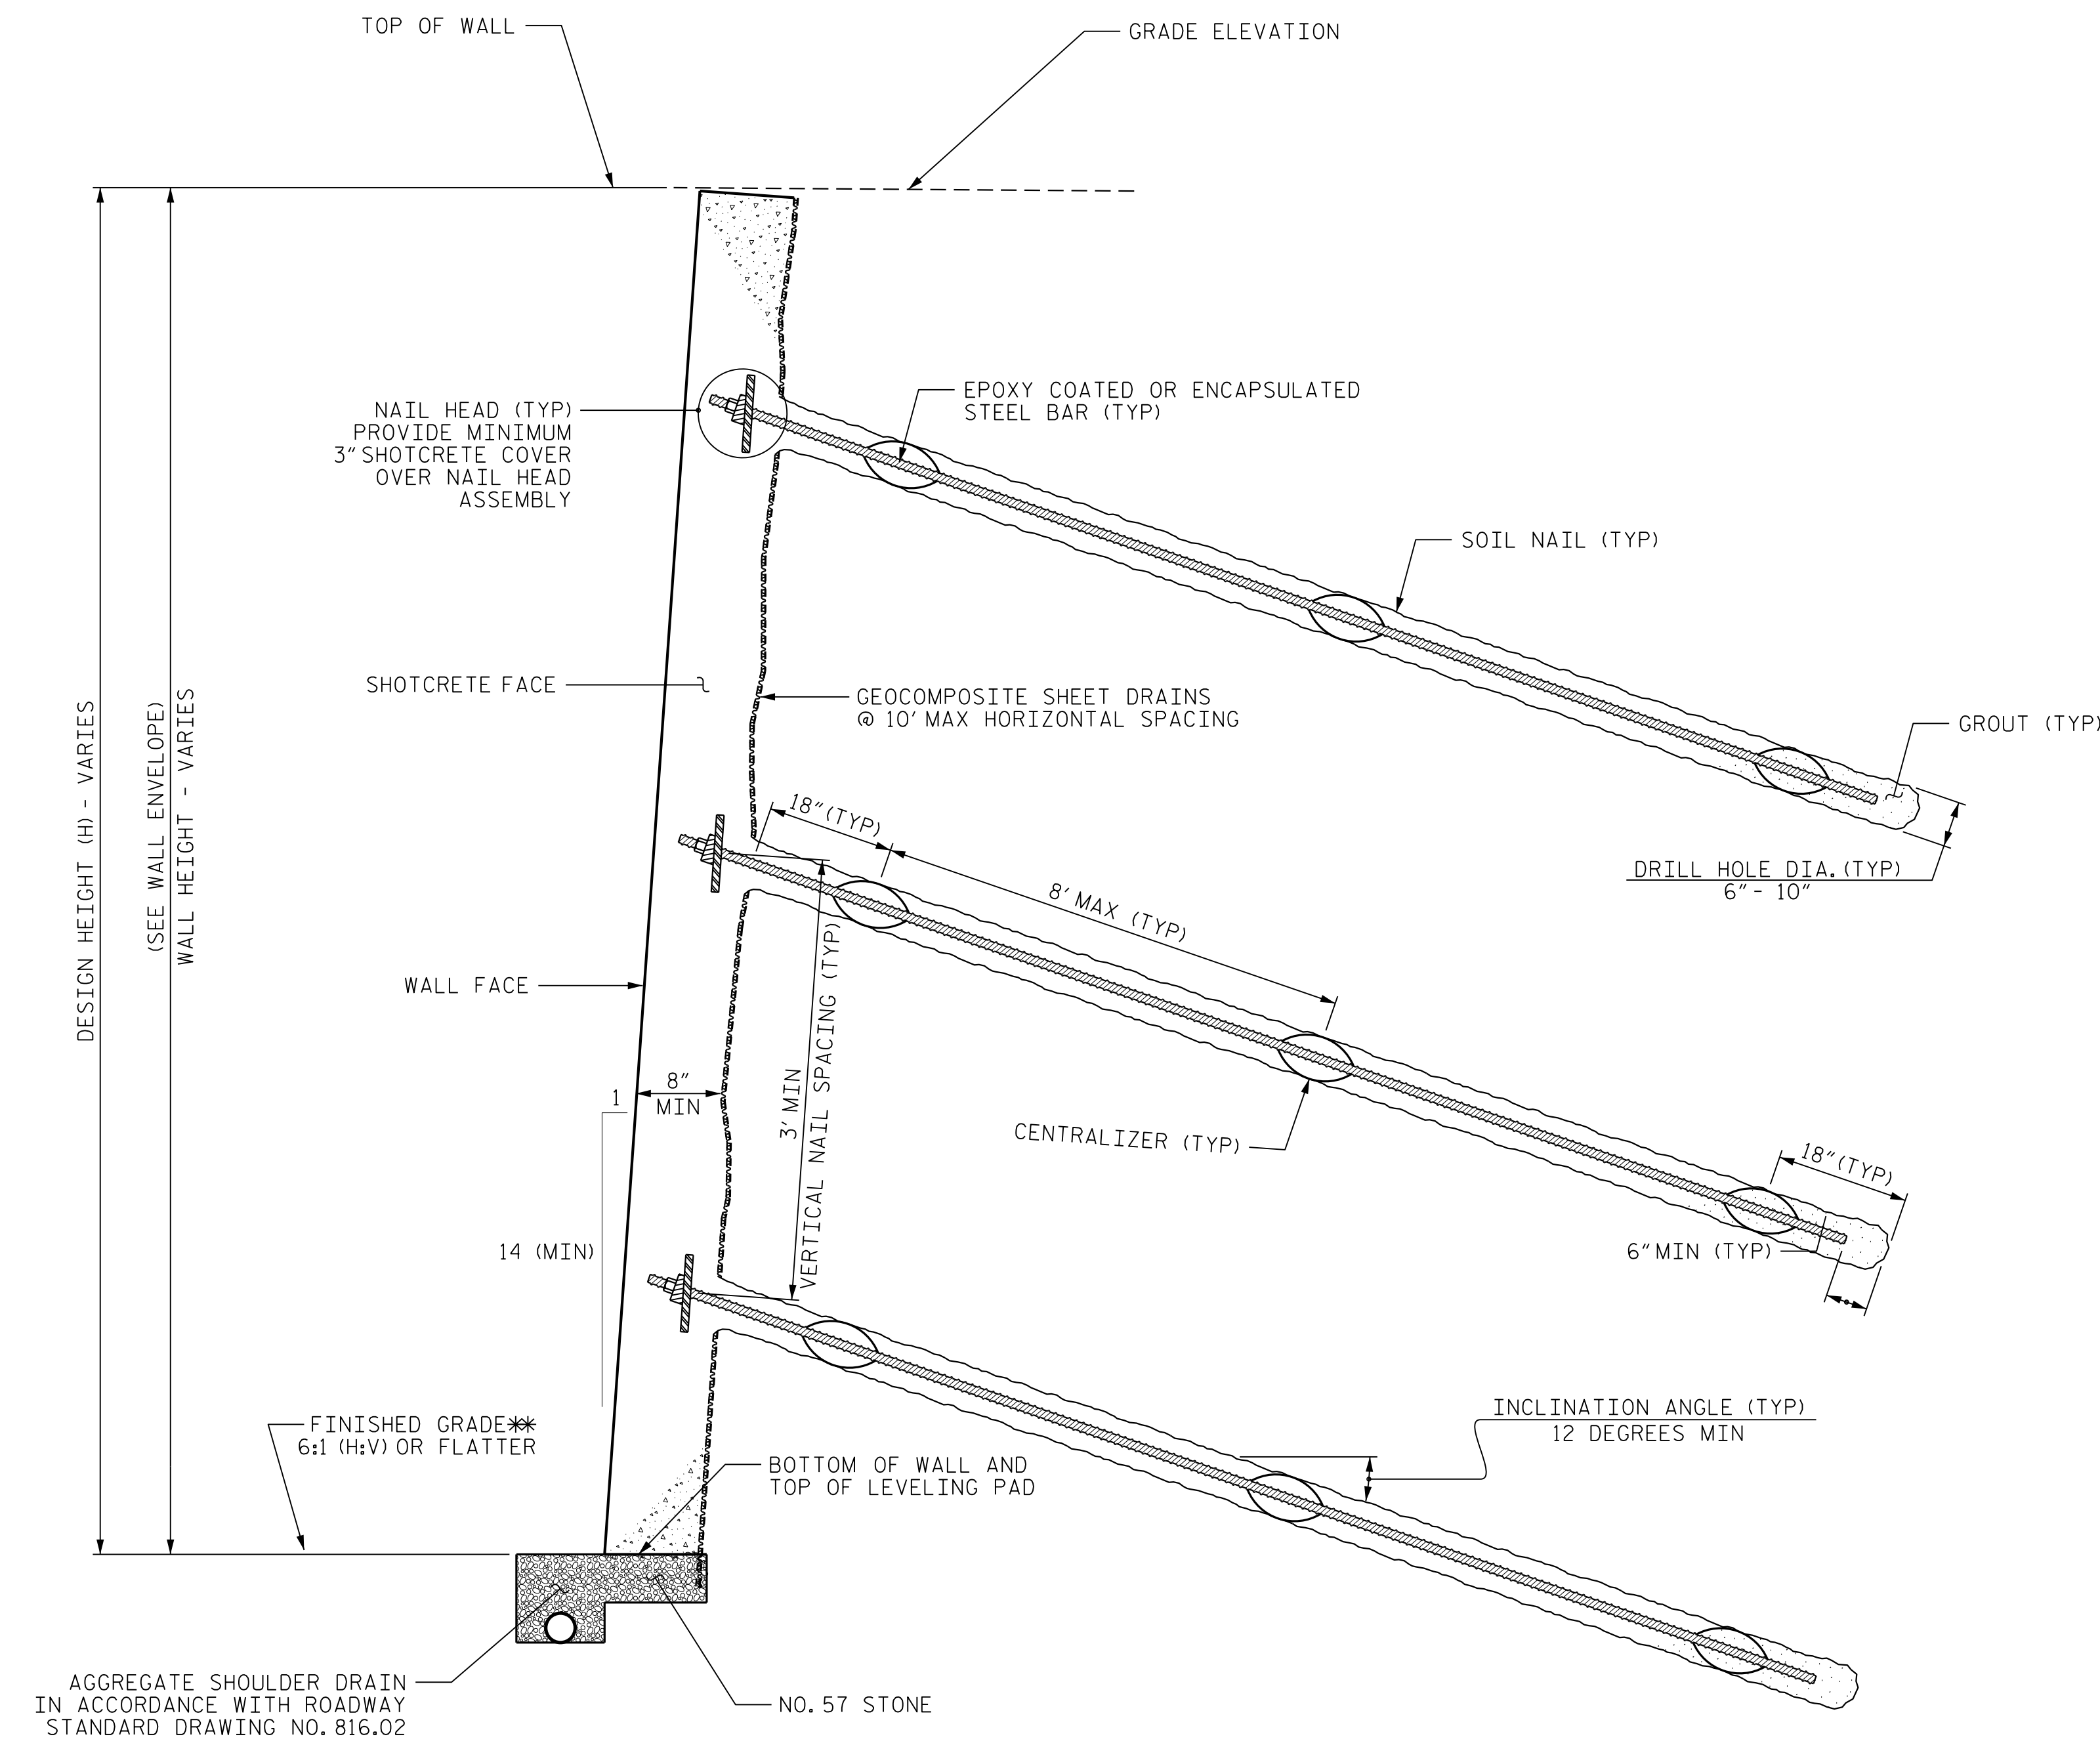 TOP OF WALL
GRADE ELEVATION
NAIL HEAD (TYP)
PROVIDE MINIMUM
3" SHOTCRETE COVER
OVER NAIL HEAD
ASSEMBLY
EPOXY COATED OR ENCAPSULATED
STEEL BAR (TYP)
SOIL NAIL (TYP)
SHOTCRETE FACE
GEOCOMPOSITE SHEET DRAINS
@ 10' MAX HORIZONTAL SPACING
GROUT (TYP)
DESIGN HEIGHT (H) - VARIES
(SEE WALL ENVELOPE)
WALL HEIGHT - VARIES
18" (TYP)
8' MAX (TYP)
DRILL HOLE DIA. (TYP)
6" - 10"
WALL FACE
3' MIN
VERTICAL NAIL SPACING (TYP)
8"
MIN
1
14 (MIN)
CENTRALIZER (TYP)
18" (TYP)
6" MIN (TYP)
INCLINATION ANGLE (TYP)
12 DEGREES MIN
FINISHED GRADE**
6:1 (H:V) OR FLATTER
BOTTOM OF WALL AND
TOP OF LEVELING PAD
AGGREGATE SHOULDER DRAIN
IN ACCORDANCE WITH ROADWAY
STANDARD DRAWING NO. 816.02
NO. 57 STONE